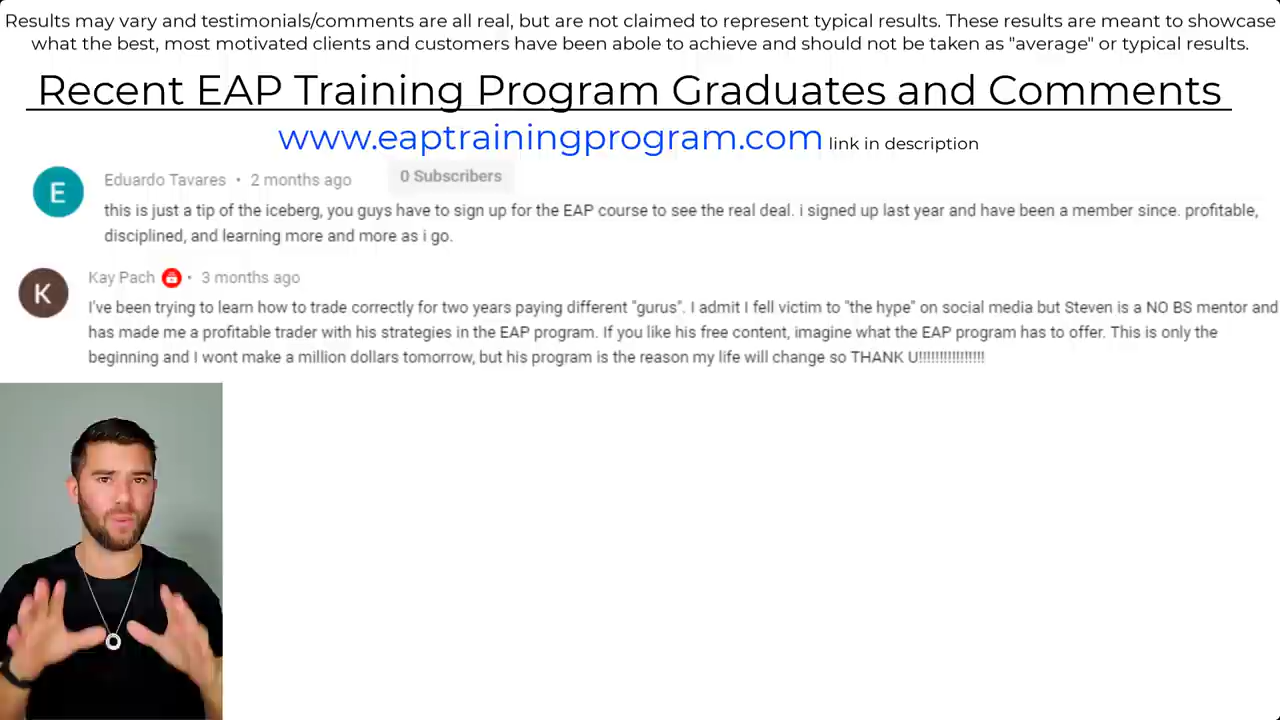 Results may vary and testimonials/comments are all real, but are not claimed to represent typical results. These results are meant to showcase
what the best, most motivated clients and customers have been abole to achieve and should not be taken as "average" or typical results.
Recent EAP Training Program Graduates and Comments
www.eaptrainingprogram.com link in description
E
Eduardo Tavares • 2 months ago
0 Subscribers
this is just a tip of the iceberg, you guys have to sign up for the EAP course to see the real deal. i signed up last year and have been a member since. profitable,
disciplined, and learning more and more as i go.
K
Kay Pach • 3 months ago
I've been trying to learn how to trade correctly for two years paying different "gurus". I admit I fell victim to "the hype" on social media but Steven is a NO BS mentor and
has made me a profitable trader with his strategies in the EAP program. If you like his free content, imagine what the EAP program has to offer. This is only the
beginning and I wont make a million dollars tomorrow, but his program is the reason my life will change so THANK U!!!!!!!!!!!!!!!!